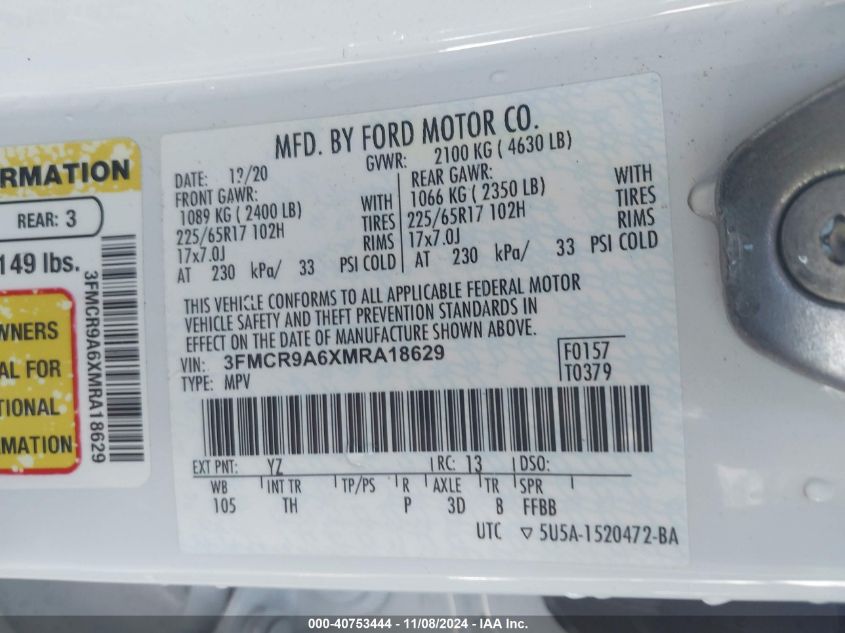 RMATION
REAR: 3
149 lbs.
WNERS
AL FOR
TIONAL
MATION
3FMCR9A6XMRA18629
MFD. BY FORD MOTOR CO.
DATE: 12/20 GVWR: 2100 KG ( 4630 LB)
FRONT GAWR: WITH REAR GAWR: WITH
1089 KG ( 2400 LB) TIRES 1066 KG ( 2350 LB) TIRES
225/65R17 102H RIMS 225/65R17 102H RIMS
17x7.0J PSI COLD 17x7.0J PSI COLD
AT 230 kPa/ 33 AT 230 kPa/ 33
THIS VEHICLE CONFORMS TO ALL APPLICABLE FEDERAL MOTOR
VEHICLE SAFETY AND THEFT PREVENTION STANDARDS IN
EFFECT ON THE DATE OF MANUFACTURE SHOWN ABOVE.
VIN: 3FMCR9A6XMRA18629 F0157
TYPE: MPV T0379
EXT PNT: YZ RC: 13 DSO:
WB INT TR TP/PS R AXLE TR SPR
105 TH P 3D 8 FFBB
UTC ▽ 5U5A-1520472-BA
000-40753444 - 11/08/2024 - IAA Inc.